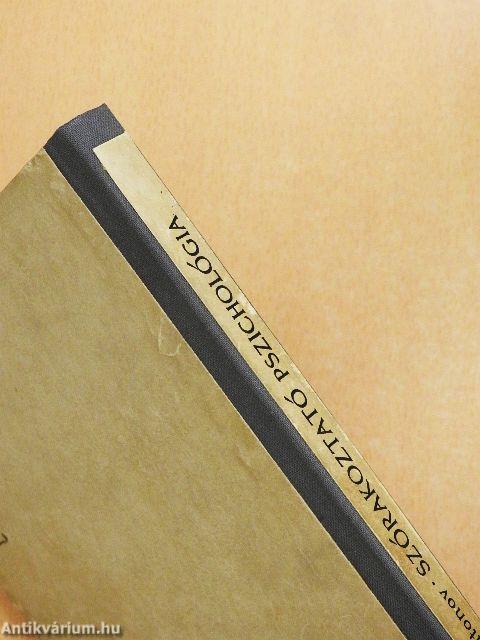 tonov · SZÓRAKOZTATÓ PSZICHOLÓGIA
Antikvárium.hu